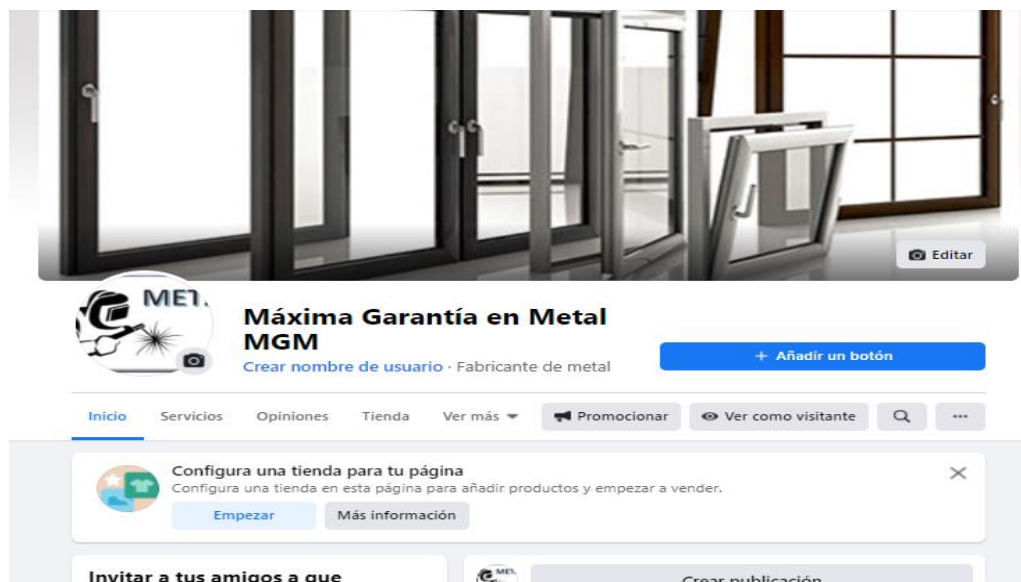 Editar
MET.
Máxima Garantía en Metal
MGM
Crear nombre de usuario · Fabricante de metal
+ Añadir un botón
Inicio Servicios Opiniones Tienda Ver más Promocionar Ver como visitante ...
Configura una tienda para tu página
Configura una tienda en esta página para añadir productos y empezar a vender.
Empezar Más información
Invitar a tus amigos a que
MET.
Crear publicación